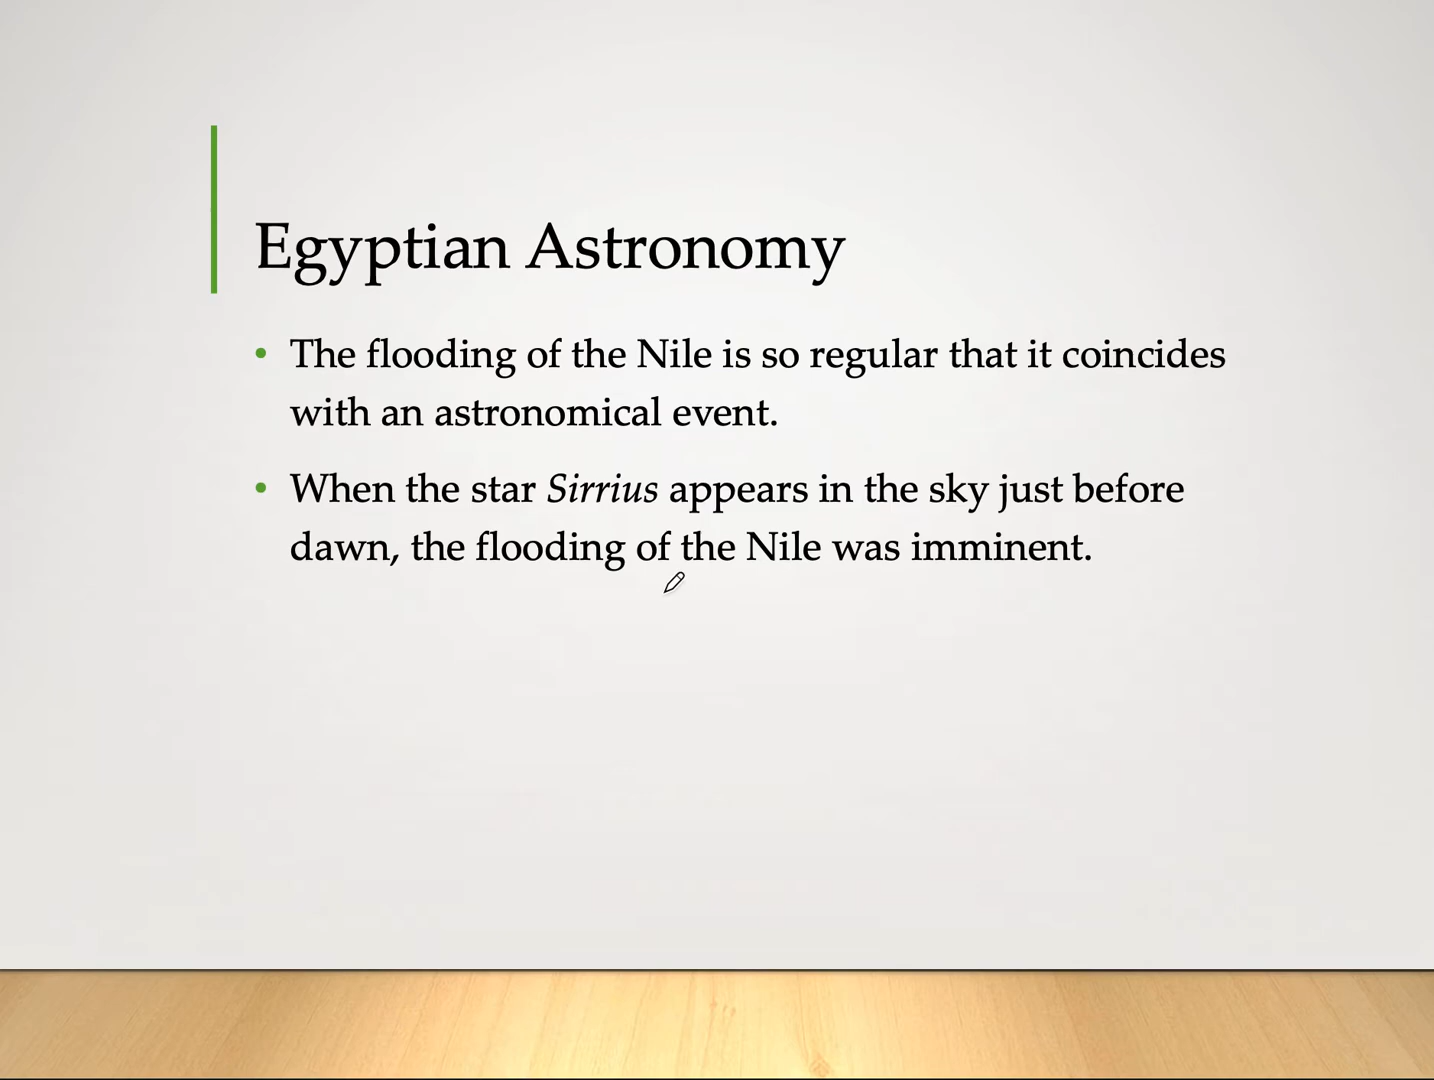 Egyptian Astronomy
• The flooding of the Nile is so regular that it coincides
with an astronomical event.
• When the star Sirrius appears in the sky just before
dawn, the flooding of the Nile was imminent.